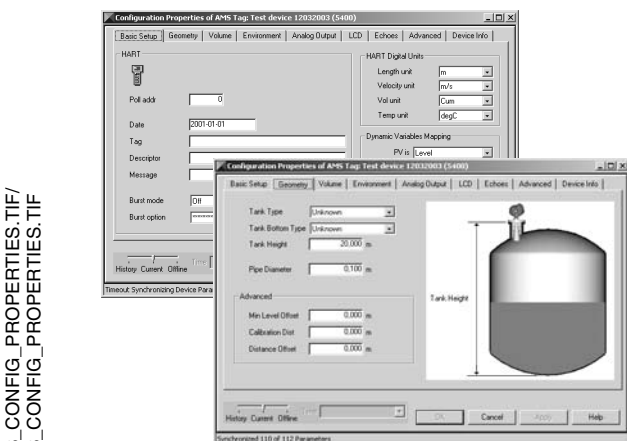 Configuration Properties of AMS Tag: Test device 12032003 (5400)
Basic Setup Geometry Volume Environment Analog Output LCD Echoes Advanced Device Info
HART
Poll addr 0
Date 2001-01-01
Tag
Descriptor
Message
Burst mode Off
Burst option
HART Digital Units
Length unit m
Velocity unit m/s
Vol unit Cum
Temp unit degC
Dynamic Variables Mapping
PV is Level
History Current Offline
Time
Timeout Synchronizing Device Para
Configuration Properties of AMS Tag: Test device 12032003 (5400)
Basic Setup Geometry Volume Environment Analog Output LCD Echoes Advanced Device Info
Tank Type Unknown
Tank Bottom Type Unknown
Tank Height 20,000 m
Pipe Diameter 0,100 m
Advanced
Min Level Offset 0,000 m
Calibration Dist 0,000 m
Distance Offset 0,000 m
Tank Height
History Current Offline
Time
OK Cancel Apply Help
Synchronized 110 of 112 Parameters
_CONFIG_PROPERTIES.TIF/
_CONFIG_PROPERTIES.TIF